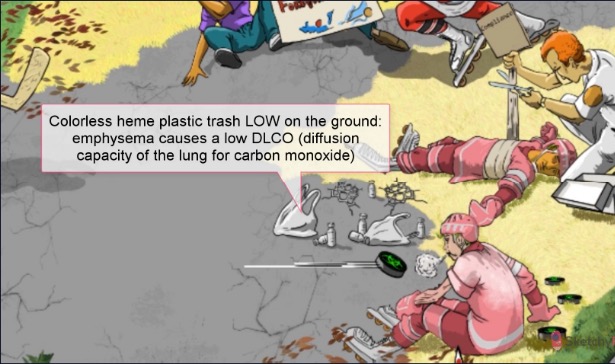 Colorless heme plastic trash LOW on the ground:
emphysema causes a low DLCO (diffusion
capacity of the lung for carbon monoxide)
Sketch